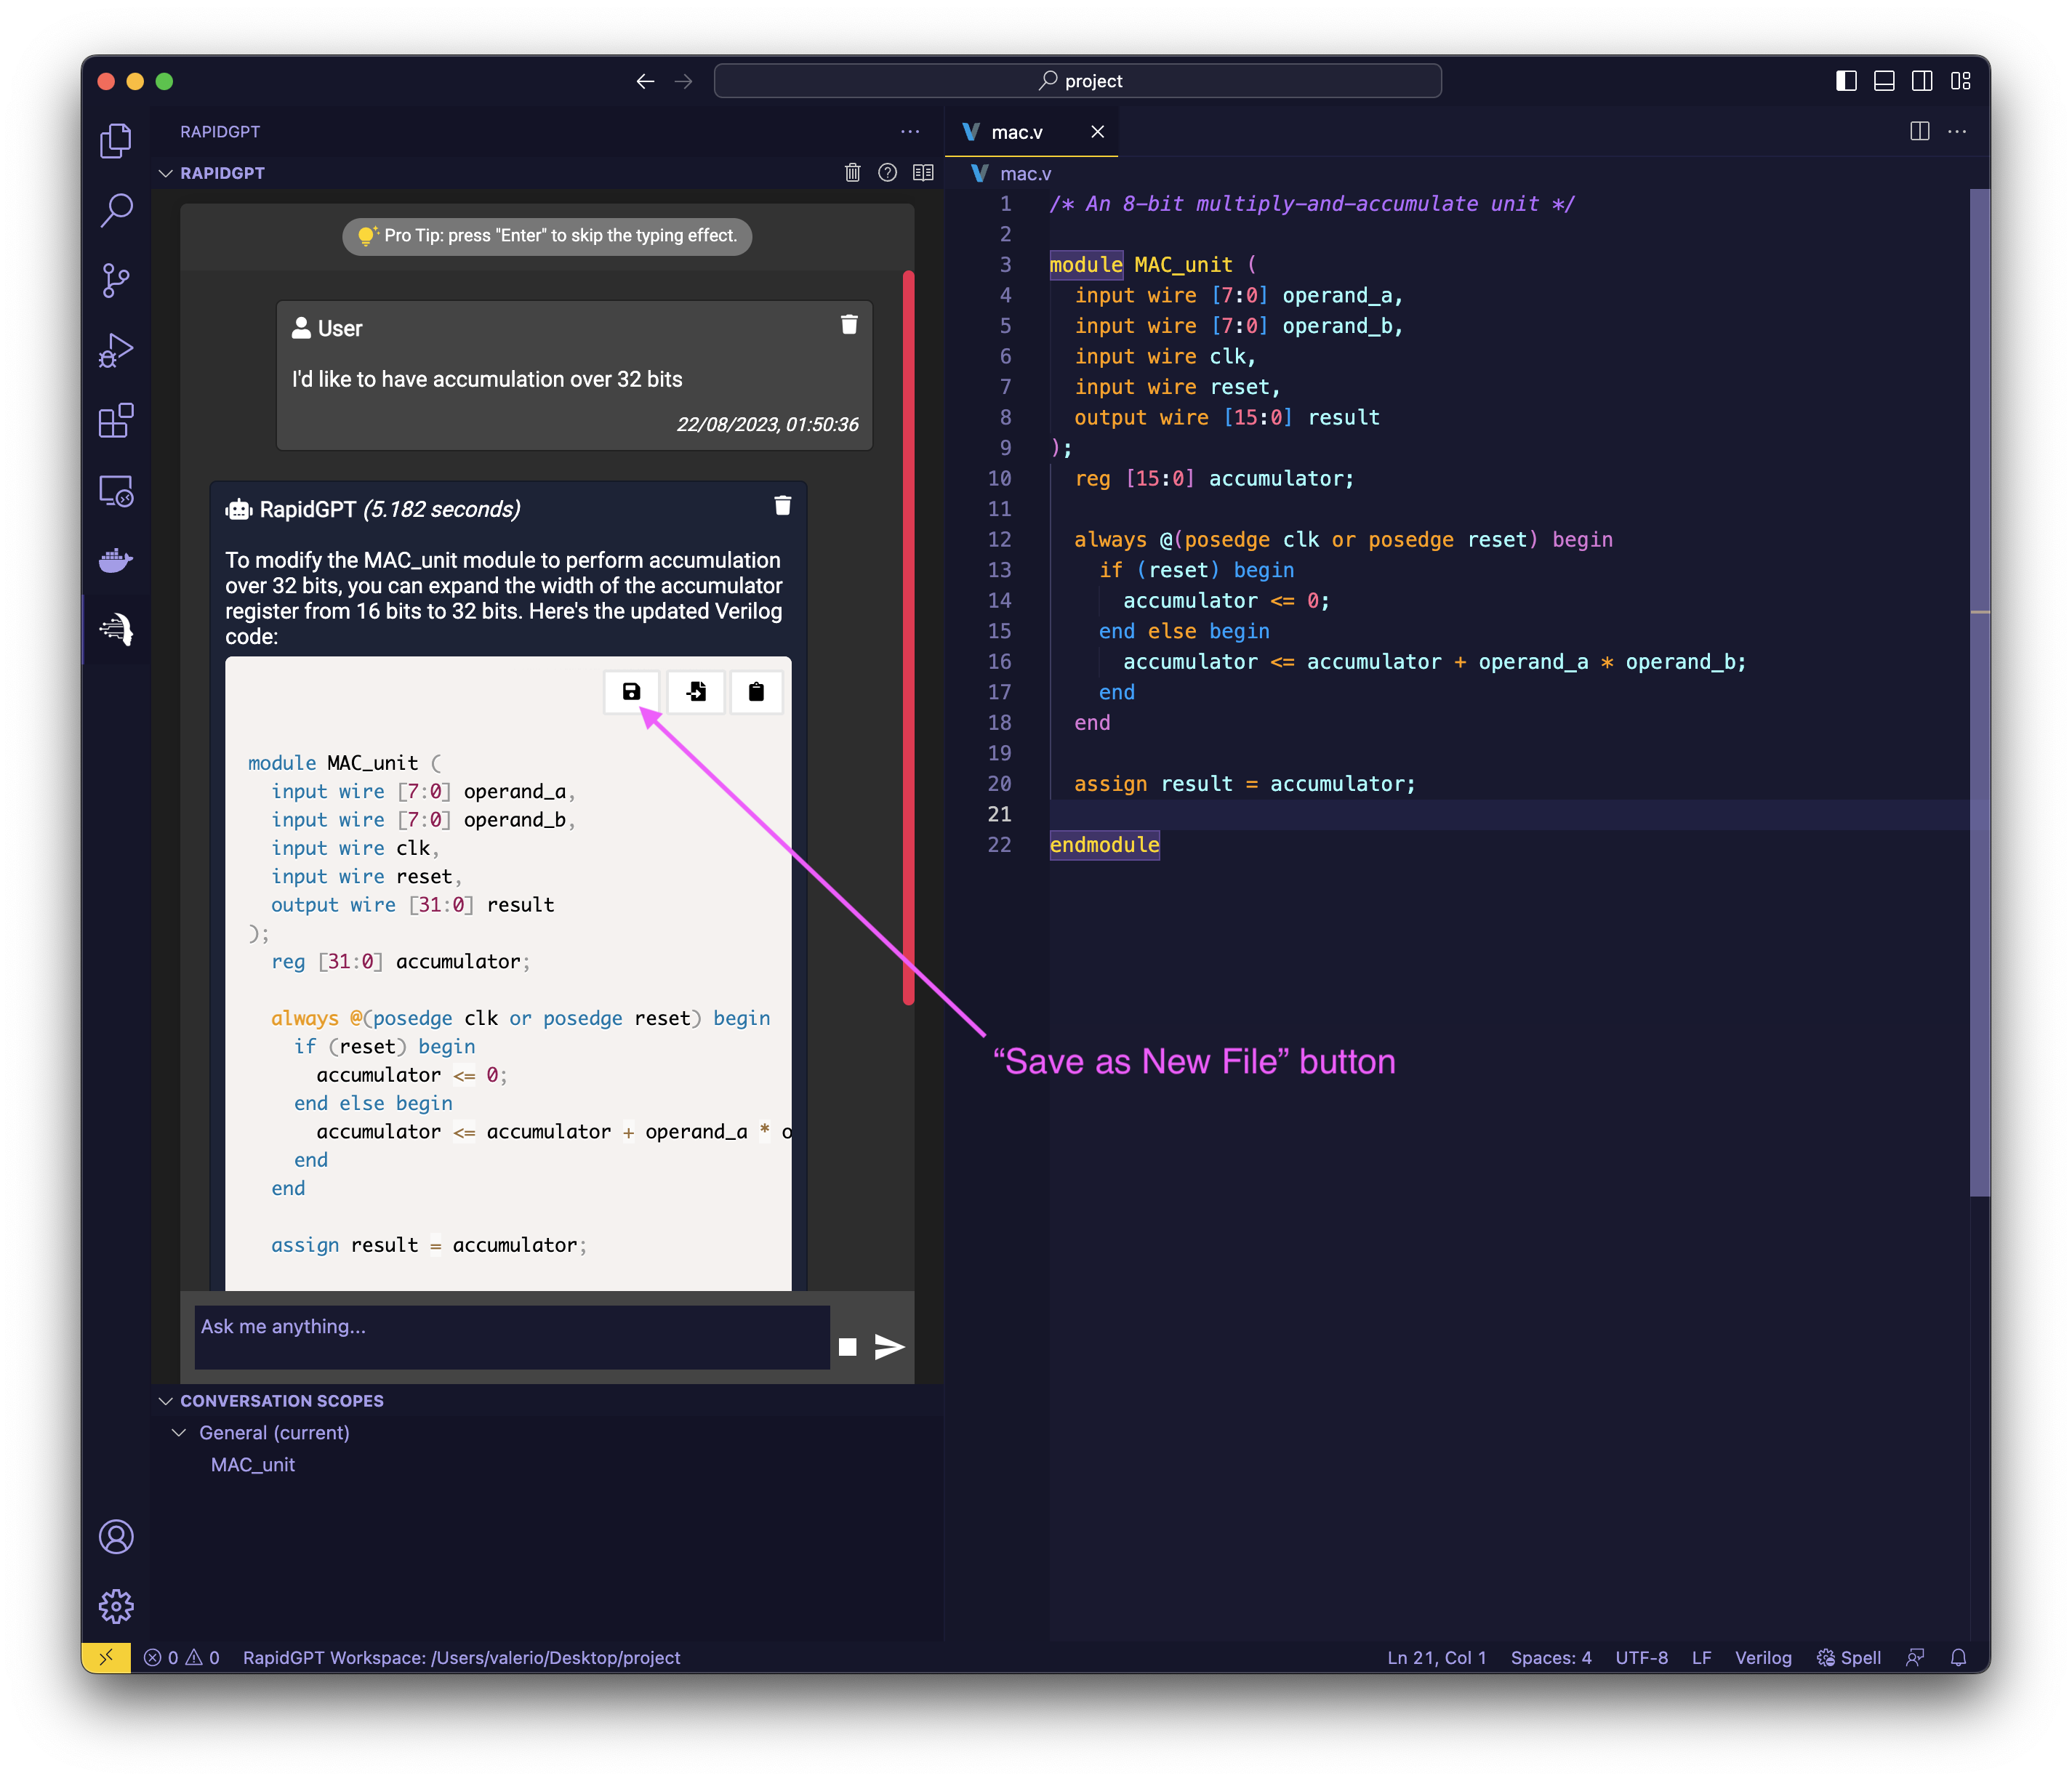 project
RAPIDGPT
RAPIDGPT
Pro Tip: press "Enter" to skip the typing effect.
User
I'd like to have accumulation over 32 bits
22/08/2023, 01:50:36
RapidGPT (5.182 seconds)
To modify the MAC_unit module to perform accumulation
over 32 bits, you can expand the width of the accumulator
register from 16 bits to 32 bits. Here's the updated Verilog
code:
module MAC_unit (
  input wire [7:0] operand_a,
  input wire [7:0] operand_b,
  input wire clk,
  input wire reset,
  output wire [31:0] result
);
  reg [31:0] accumulator;
  always @(posedge clk or posedge reset) begin
    if (reset) begin
      accumulator <= 0;
    end else begin
      accumulator <= accumulator + operand_a * o
    end
  end
  assign result = accumulator;
Ask me anything...
CONVERSATION SCOPES
General (current)
MAC_unit
mac.v
mac.v
1 /* An 8-bit multiply-and-accumulate unit */
2
3 module MAC_unit (
4   input wire [7:0] operand_a,
5   input wire [7:0] operand_b,
6   input wire clk,
7   input wire reset,
8   output wire [15:0] result
9 );
10   reg [15:0] accumulator;
11
12   always @(posedge clk or posedge reset) begin
13     if (reset) begin
14       accumulator <= 0;
15     end else begin
16       accumulator <= accumulator + operand_a * operand_b;
17     end
18   end
19
20   assign result = accumulator;
21
22 endmodule
“Save as New File” button
0 0 RapidGPT Workspace: /Users/valerio/Desktop/project Ln 21, Col 1 Spaces: 4 UTF-8 LF Verilog Spell